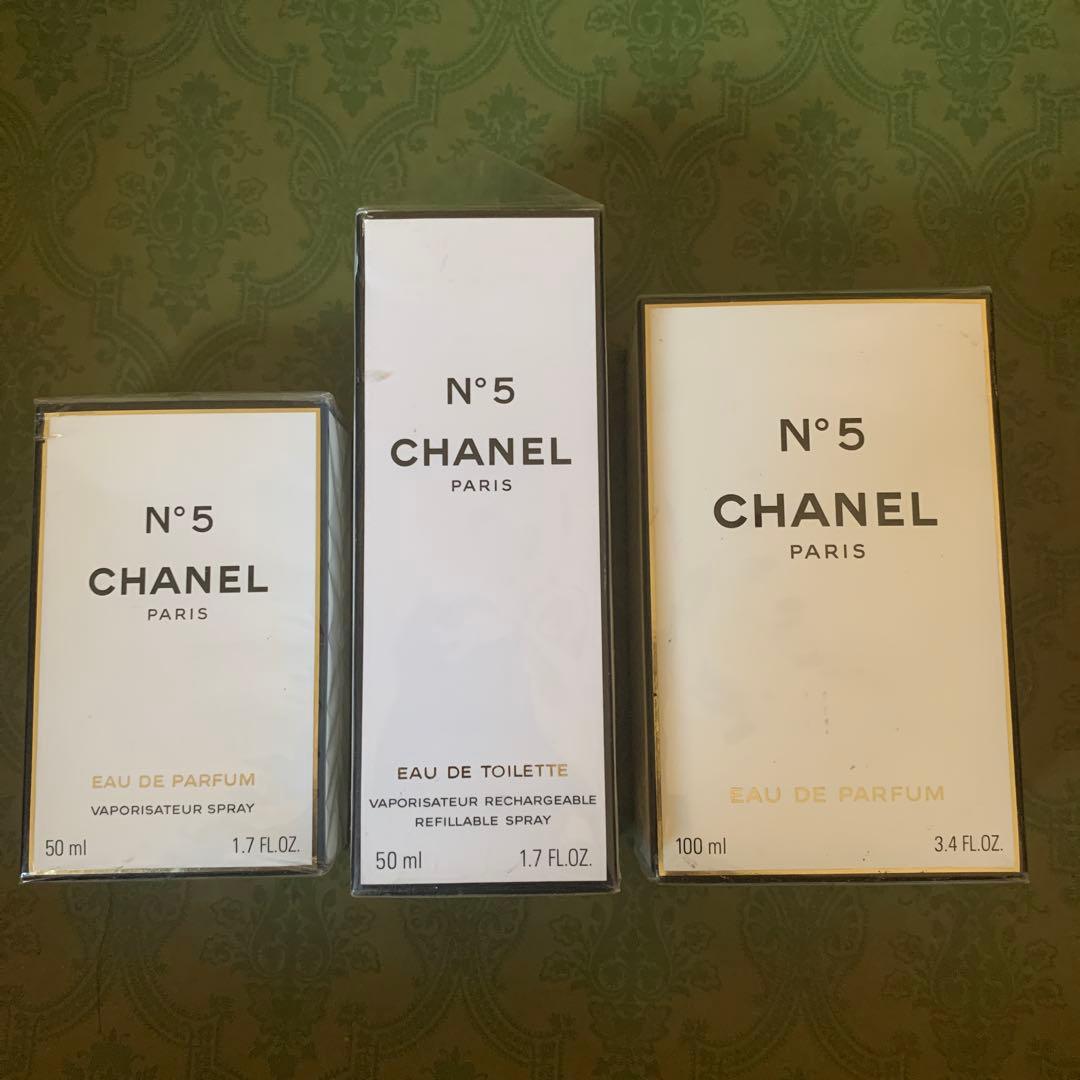 N°5
CHANEL
PARIS
EAU DE PARFUM
VAPORISATEUR SPRAY
50 ml 1.7 FL.OZ.
N°5
CHANEL
PARIS
EAU DE TOILETTE
VAPORISATEUR RECHARGEABLE
REFILLABLE SPRAY
50 ml 1.7 FL.OZ.
N°5
CHANEL
PARIS
EAU DE PARFUM
100 ml 3.4 FL.OZ.